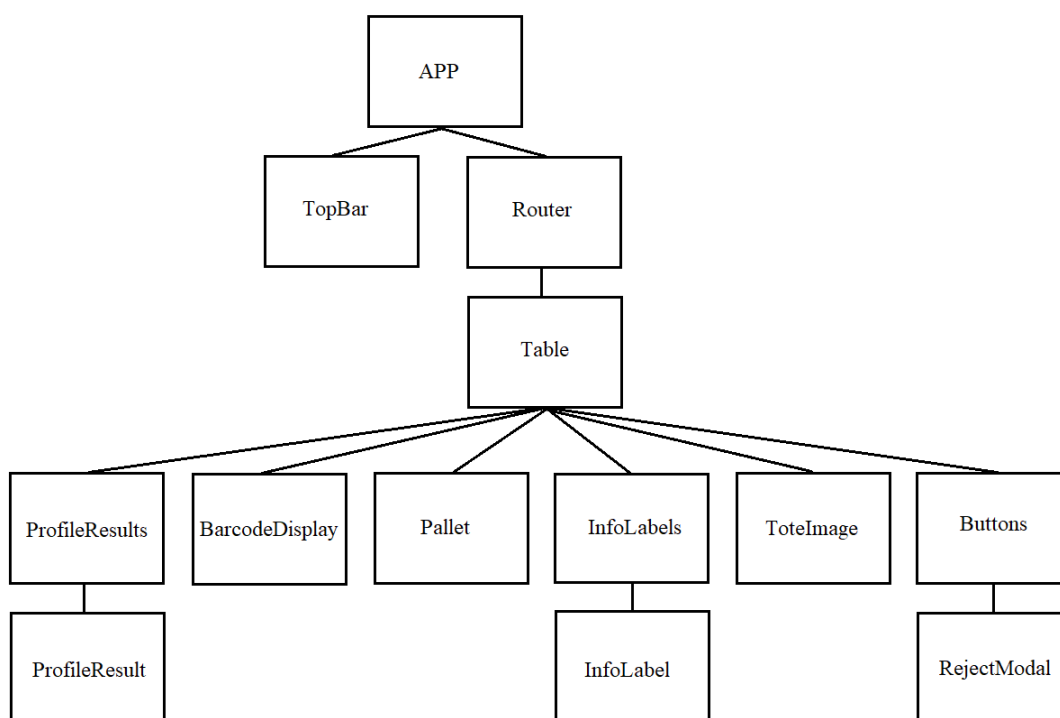 APP
TopBar
Router
Table
ProfileResults
BarcodeDisplay
Pallet
InfoLabels
ToteImage
Buttons
ProfileResult
InfoLabel
RejectModal